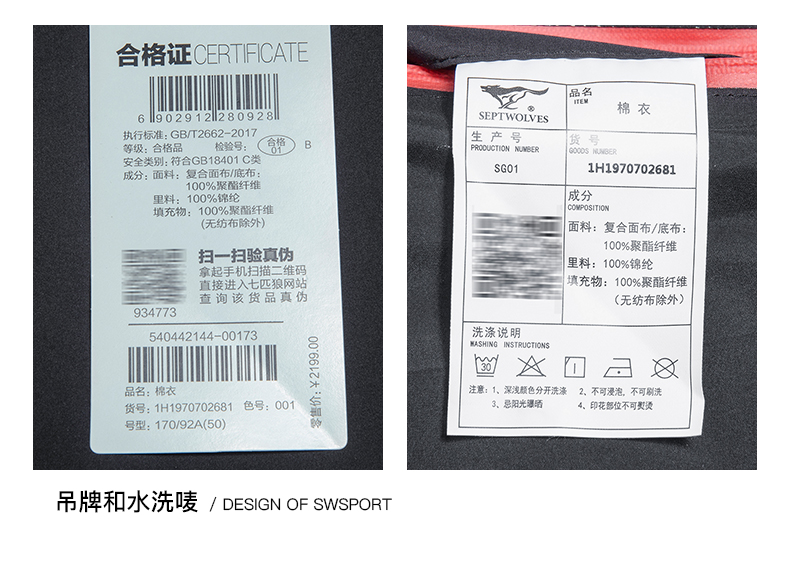 合格证CERTIFICATE
6 902912 280928
执行标准: GB/T2662-2017
等级: 合格品 检验号: 合格 01 B
安全类别: 符合GB18401 C类
成分: 面料: 复合面布/底布:
100%聚酯纤维
里料: 100%锦纶
填充物: 100%聚酯纤维
(无纺布除外)
扫一扫验真伪
拿起手机扫描二维码
直接进入七匹狼网站
查询该货品真伪
934773
540442144-00173
品名: 棉衣
货号: 1H1970702681 色号: 001
号型: 170/92A(50)
零售价: ¥2199.00
SEPTWOLVES ®
品名
ITEM
棉衣
生产号
PRODUCTION NUMBER
SG01
货号
GOODS NUMBER
1H1970702681
成分
COMPOSITION
面料: 复合面布/底布:
100%聚酯纤维
里料: 100%锦纶
填充物: 100%聚酯纤维
(无纺布除外)
洗涤说明
WASHING INSTRUCTIONS
30
注意: 1、深浅颜色分开洗涤 2、不可浸泡, 不可刷洗
3、忌阳光曝晒 4、印花部位不可熨烫
吊牌和水洗唛 / DESIGN OF SWSPORT